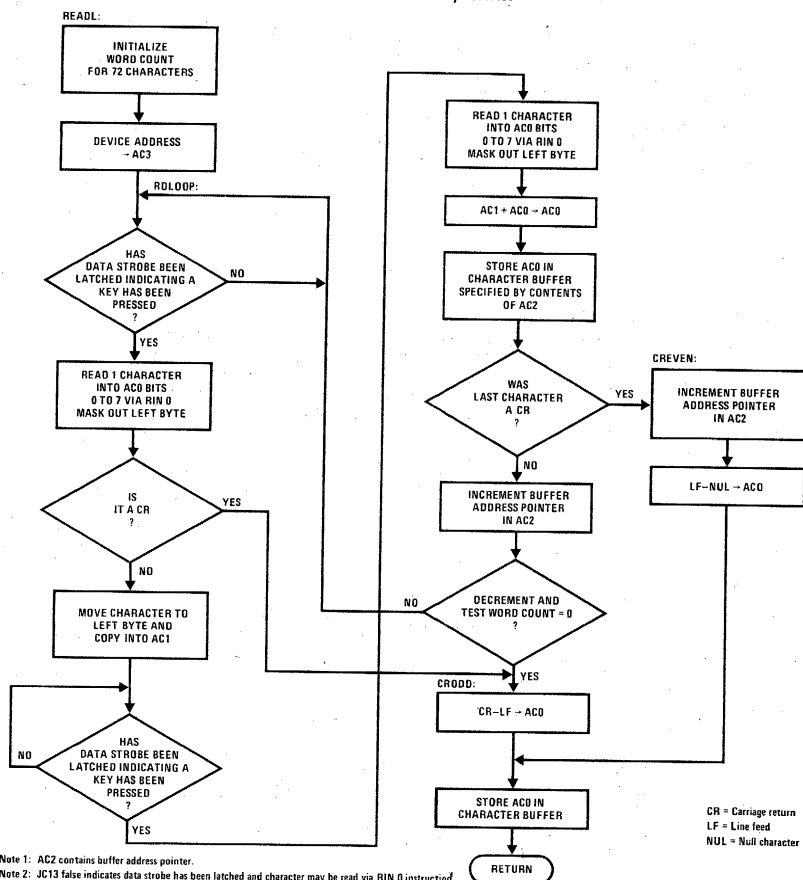 READL:
INITIALIZE
WORD COUNT
FOR 72 CHARACTERS
DEVICE ADDRESS
→ AC3
RDLOOP:
HAS
DATA STROBE BEEN
LATCHED INDICATING A
KEY HAS BEEN
PRESSED
?
NO
YES
READ 1 CHARACTER
INTO AC0 BITS
0 TO 7 VIA RIN 0
MASK OUT LEFT BYTE
IS
IT A CR
?
YES
NO
MOVE CHARACTER TO
LEFT BYTE AND
COPY INTO AC1
HAS
DATA STROBE BEEN
LATCHED INDICATING A
KEY HAS BEEN
PRESSED
?
NO
YES
READ 1 CHARACTER
INTO AC0 BITS
0 TO 7 VIA RIN 0
MASK OUT LEFT BYTE
AC1 + AC0 → AC0
STORE AC0 IN
CHARACTER BUFFER
SPECIFIED BY CONTENTS
OF AC2
WAS
LAST CHARACTER
A CR
?
YES
NO
CREVEN:
INCREMENT BUFFER
ADDRESS POINTER
IN AC2
LF–NUL → AC0
INCREMENT BUFFER
ADDRESS POINTER
IN AC2
DECREMENT AND
TEST WORD COUNT = 0
?
NO
YES
CRODD:
CR–LF → AC0
STORE AC0 IN
CHARACTER BUFFER
RETURN
CR = Carriage return
LF = Line feed
NUL = Null character
Note 1: AC2 contains buffer address pointer.
Note 2: JC13 false indicates data strobe has been latched and character may be read via RIN 0 instruction.